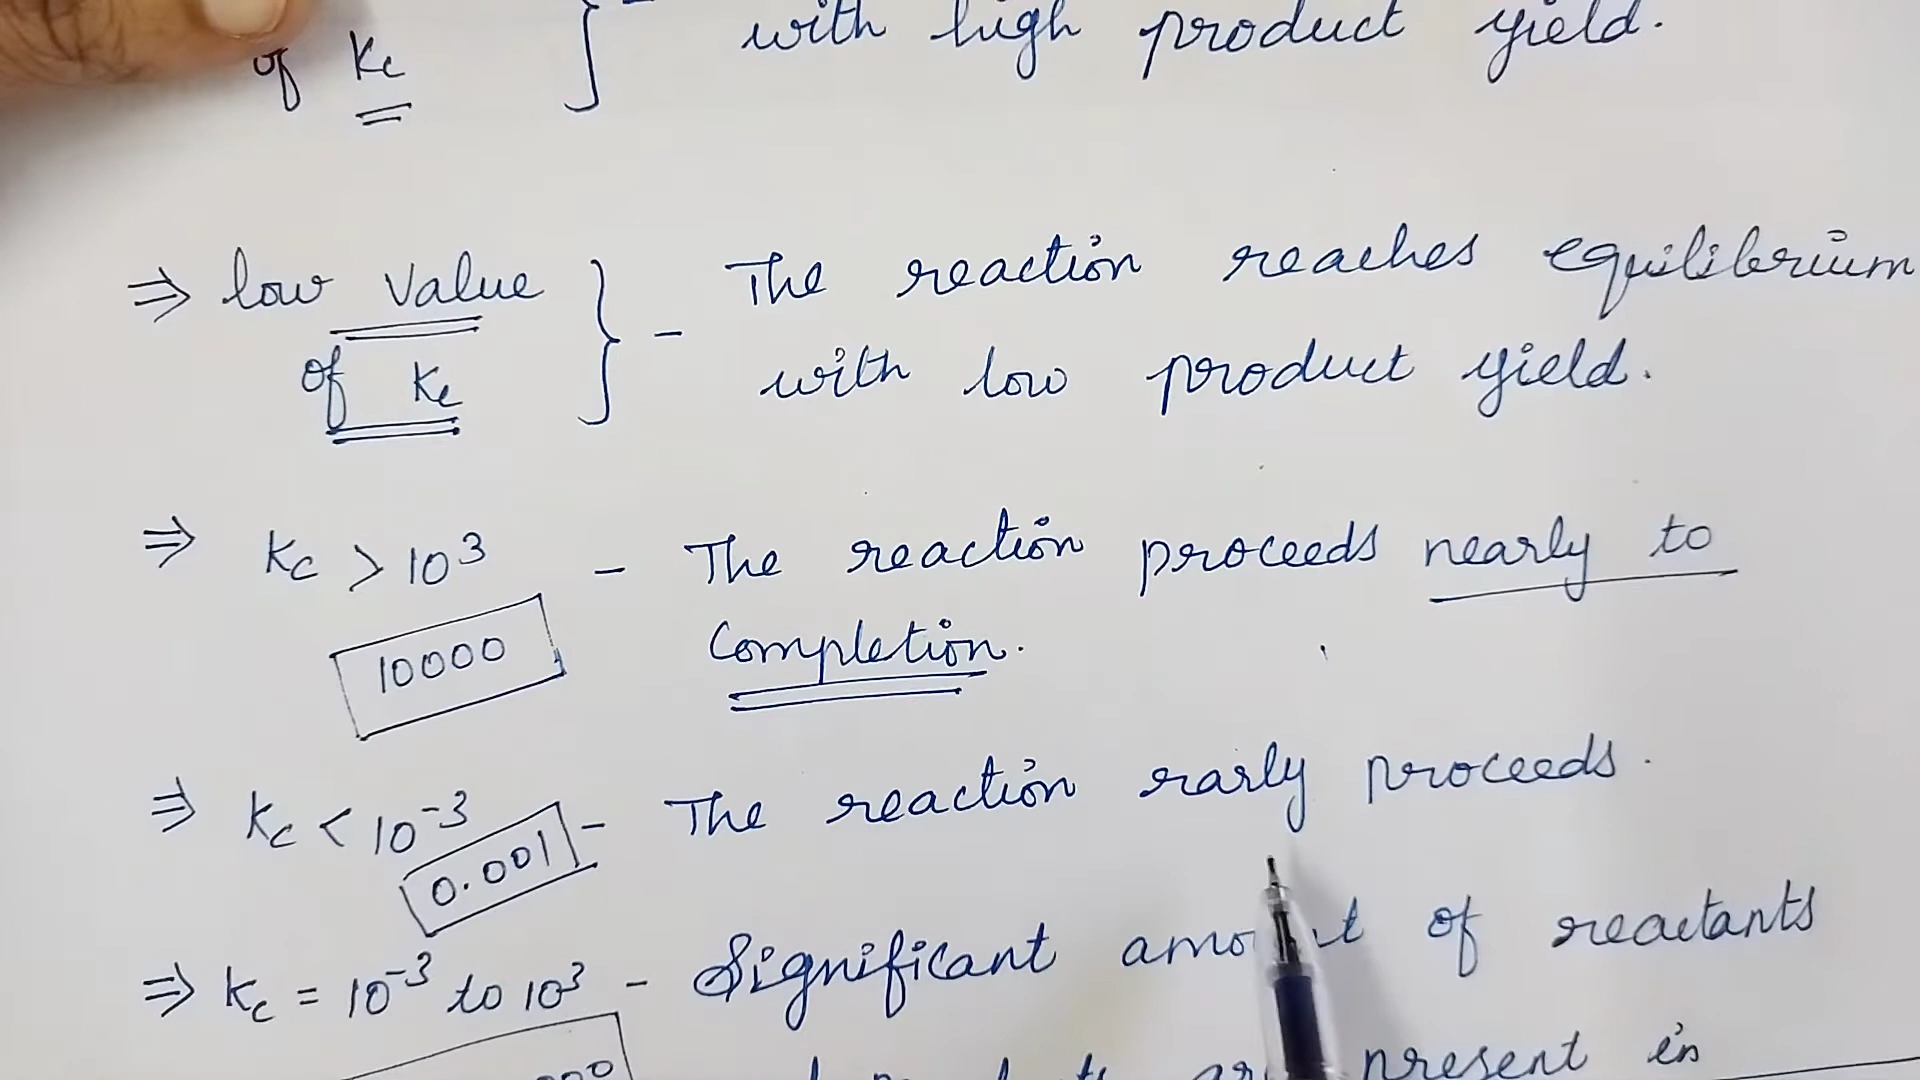 of Kc } - with high product yield.
⇒ low value } - The reaction reaches equilibrium
of Kc with low product yield.
⇒ Kc > 10³ - The reaction proceeds nearly to
10000 completion.
⇒ Kc < 10⁻³ - The reaction rarly proceeds.
0.001
⇒ Kc = 10⁻³ to 10³ - Significant amount of reactants
present in